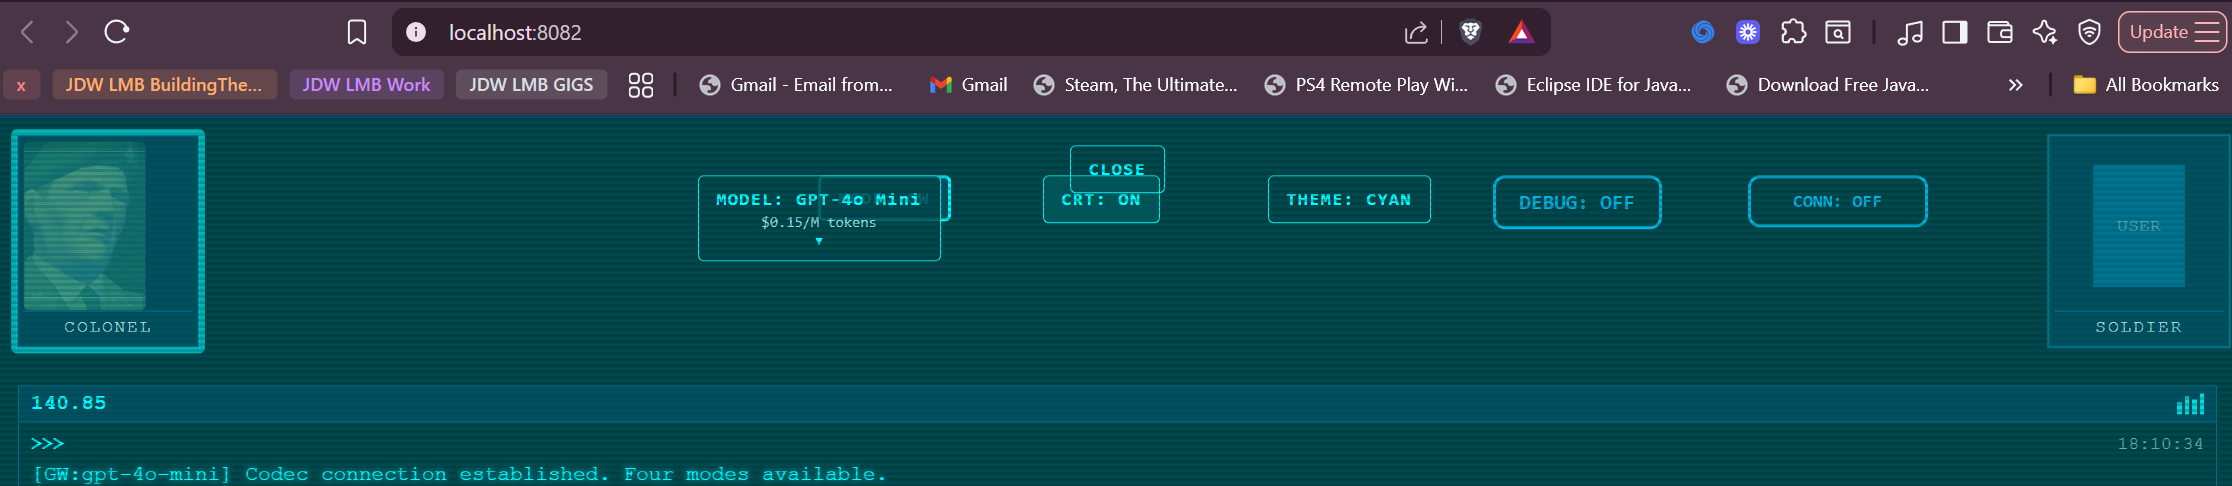 localhost:8082
Update
x
JDW LMB BuildingThe...
JDW LMB Work
JDW LMB GIGS
Gmail - Email from...
Gmail
Steam, The Ultimate...
PS4 Remote Play Wi...
Eclipse IDE for Java...
Download Free Java...
»
All Bookmarks
COLONEL
CLOSE
MODEL: GPT-4o Mini
$0.15/M tokens
▼
CRT: ON
THEME: CYAN
DEBUG: OFF
CONN: OFF
USER
SOLDIER
140.85
>>>
18:10:34
[GW:gpt-4o-mini] Codec connection established. Four modes available.